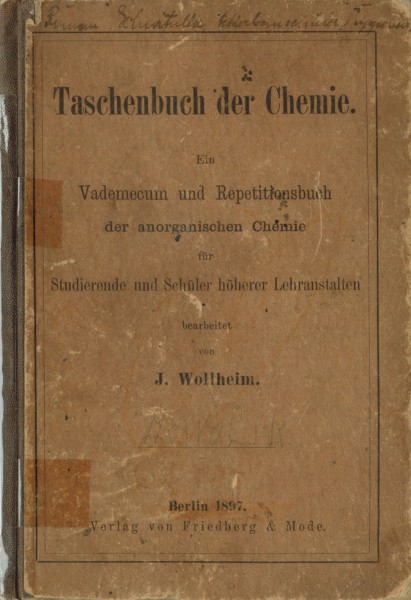 Taschenbuch der Chemie.
Ein
Vademecum und Repetitionsbuch
der anorganischen Chemie
für
Studierende und Schüler höherer Lehranstalten
bearbeitet
von
J. Wollheim.
Berlin 1897.
Verlag von Friedberg & Mode.